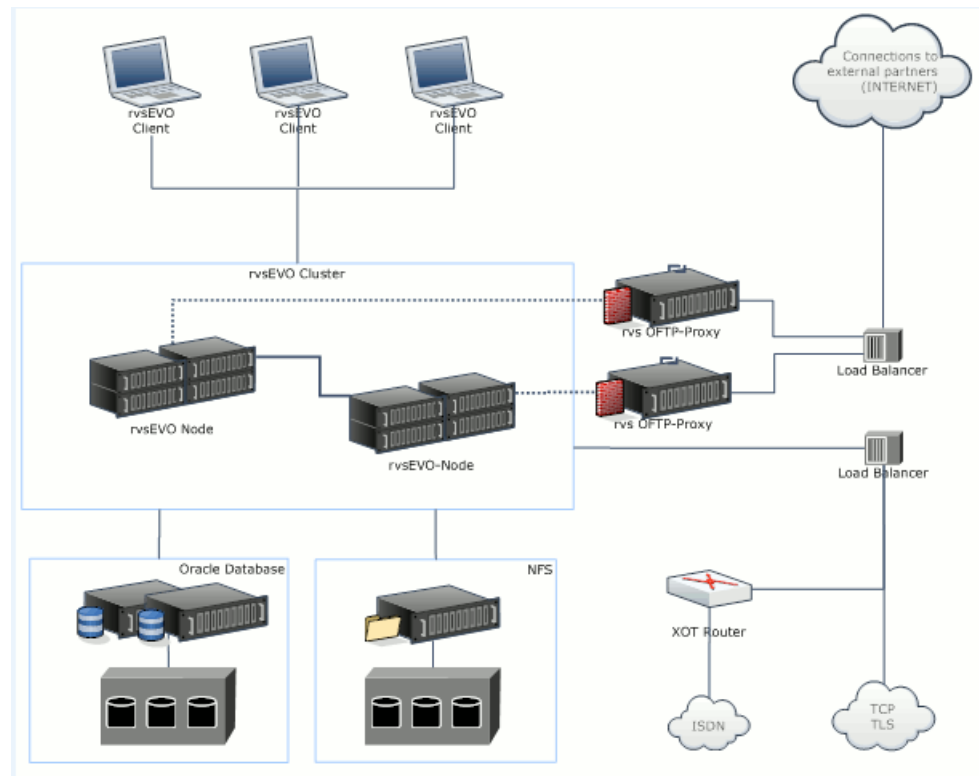 rvsEVO
Client
rvsEVO
Client
rvsEVO
Client
Connections to
external partners
(INTERNET)
rvsEVO Cluster
rvs OFTP-Proxy
Load Balancer
rvs OFTP-Proxy
rvsEVO Node
rvsEVO-Node
Load Balancer
Oracle Database
NFS
XOT Router
ISDN
TCP
TLS